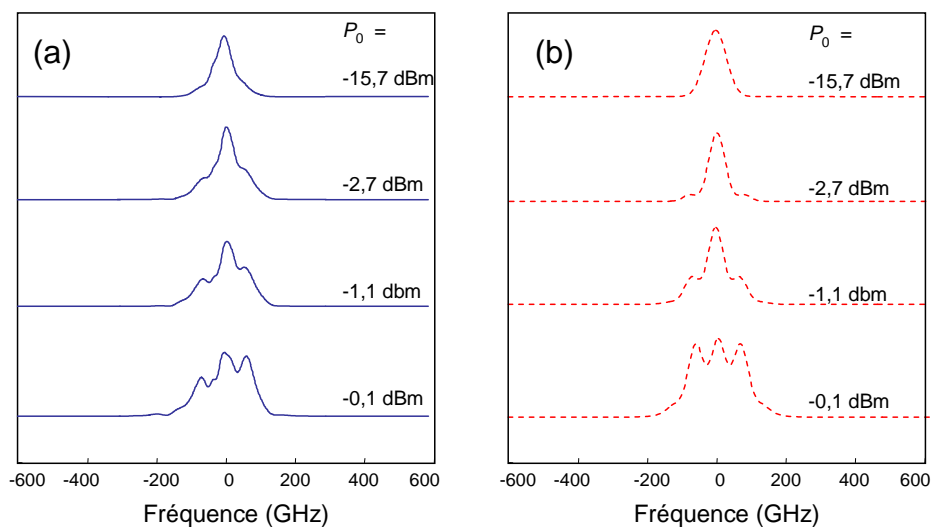 (a)
P0 =
-15,7 dBm
-2,7 dBm
-1,1 dbm
-0,1 dBm
-600 -400 -200 0 200 400 600
Fréquence (GHz)
(b)
P0 =
-15,7 dBm
-2,7 dBm
-1,1 dBm
-0,1 dBm
-600 -400 -200 0 200 400 600
Fréquence (GHz)